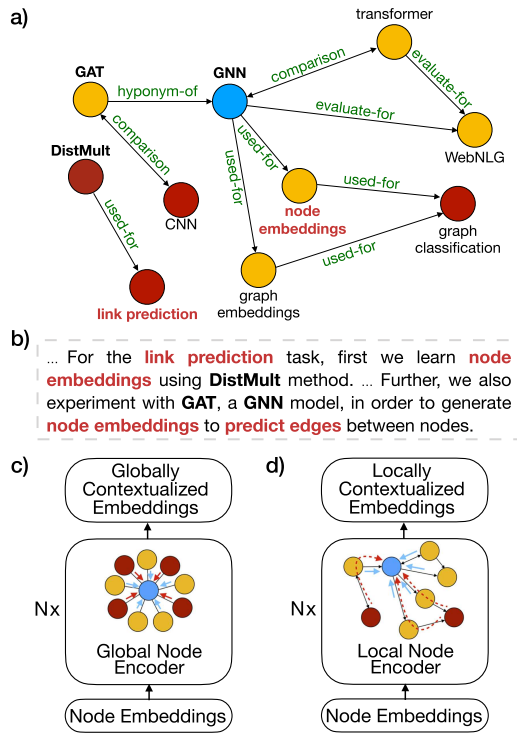 a)
transformer
GAT
GNN
comparison
hyponym-of
evaluate-for
evaluate-for
comparison
DistMult
used-for
WebNLG
used-for
used-for
CNN
node
embeddings
used-for
graph
classification
used-for
link prediction
graph
embeddings
b)
... For the link prediction task, first we learn node
embeddings using DistMult method. ... Further, we also
experiment with GAT, a GNN model, in order to generate
node embeddings to predict edges between nodes.
c)
Globally
Contextualized
Embeddings
Nx
Global Node
Encoder
Node Embeddings
d)
Locally
Contextualized
Embeddings
Nx
Local Node
Encoder
Node Embeddings